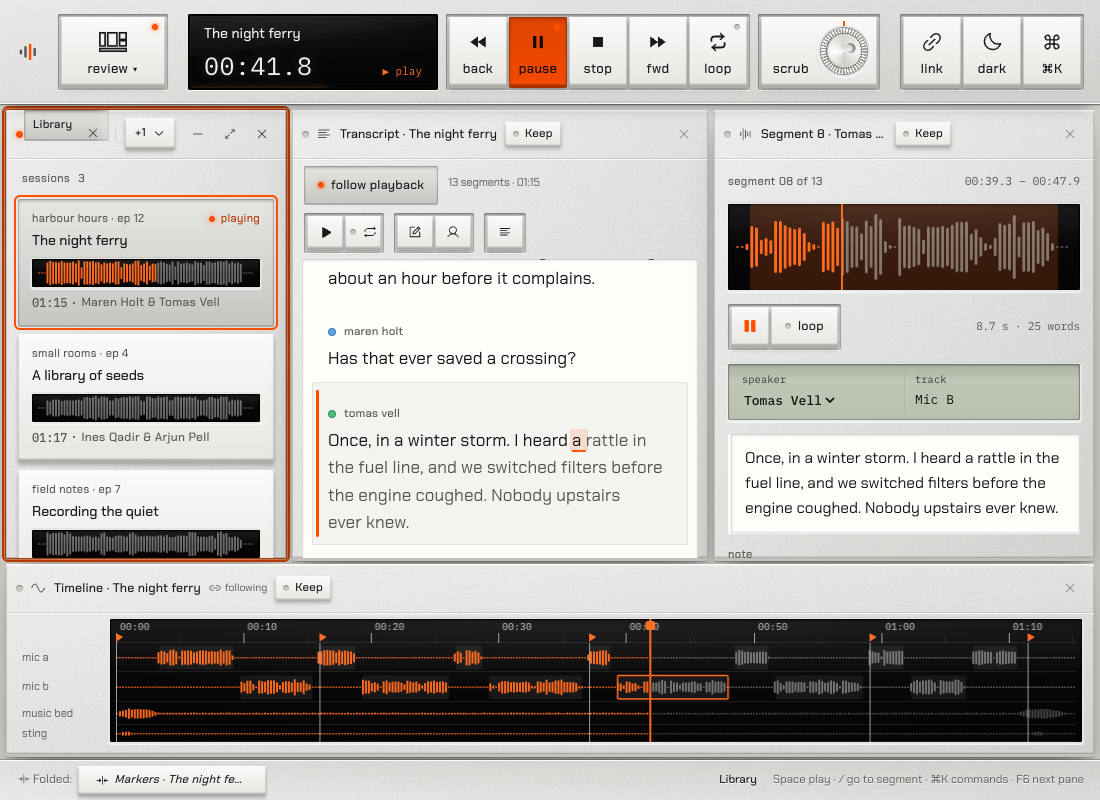 review ▾
The night ferry
00:41.8
▶ play
back
pause
stop
fwd
loop
scrub
link
dark
⌘
⌘K
Library
+1
sessions 3
harbour hours · ep 12
playing
The night ferry
01:15 · Maren Holt & Tomas Vell
small rooms · ep 4
A library of seeds
01:17 · Ines Qadir & Arjun Pell
field notes · ep 7
Recording the quiet
Transcript · The night ferry
Keep
follow playback
13 segments · 01:15
about an hour before it complains.
maren holt
Has that ever saved a crossing?
tomas vell
Once, in a winter storm. I heard a rattle in
the fuel line, and we switched filters before
the engine coughed. Nobody upstairs
ever knew.
Segment 8 · Tomas ...
Keep
segment 08 of 13
00:39.3 – 00:47.9
loop
8.7 s · 25 words
speaker
Tomas Vell
track
Mic B
Once, in a winter storm. I heard a rattle in the
fuel line, and we switched filters before the
engine coughed. Nobody upstairs ever knew.
note
Timeline · The night ferry
following
Keep
00:00
00:10
00:20
00:30
00:50
01:00
01:10
mic a
mic b
music bed
sting
Folded:
Markers · The night fe...
Library
Space play · / go to segment · ⌘K commands · F6 next pane